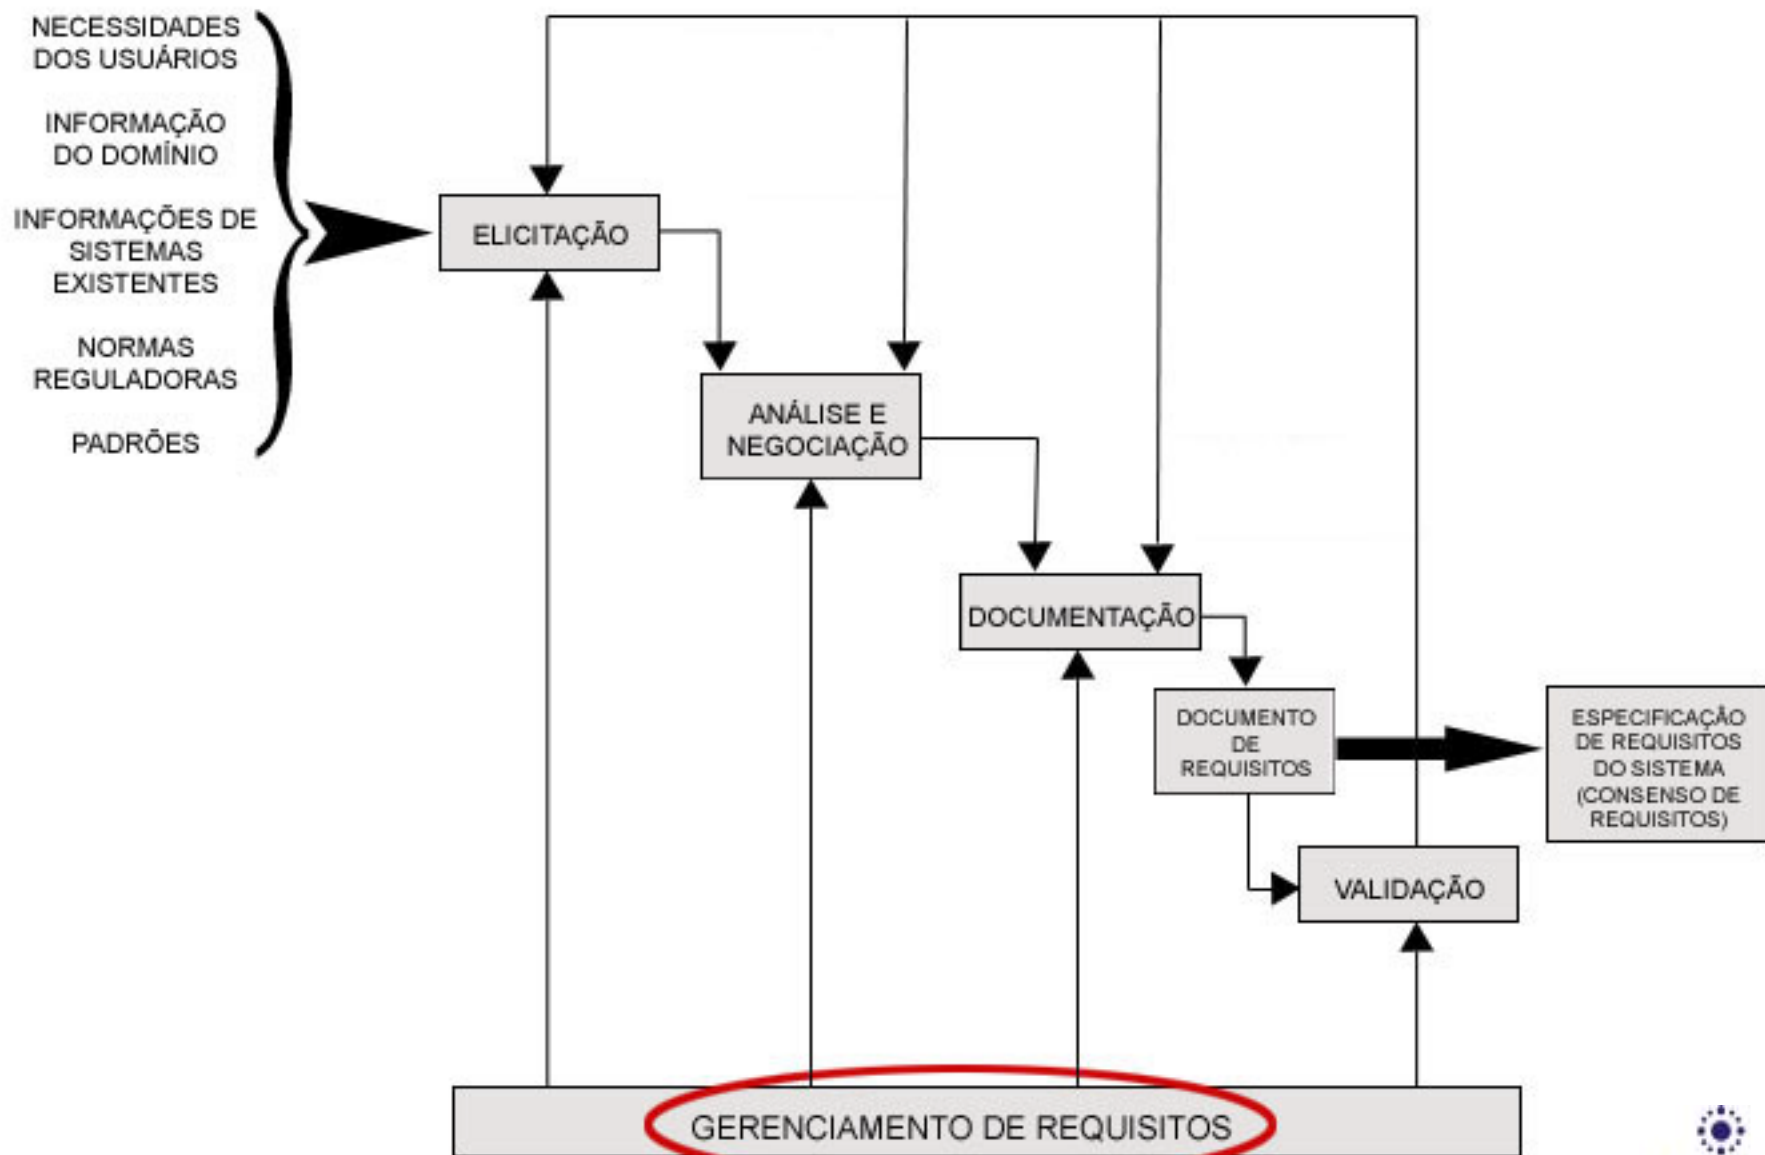 NECESSIDADES
DOS USUÁRIOS
INFORMAÇÃO
DO DOMÍNIO
INFORMAÇÕES DE
SISTEMAS
EXISTENTES
NORMAS
REGULADORAS
PADRÕES
ELICITAÇÃO
ANÁLISE E
NEGOCIAÇÃO
DOCUMENTAÇÃO
DOCUMENTO
DE
REQUISITOS
ESPECIFICAÇÃO
DE REQUISITOS
DO SISTEMA
(CONSENSO DE
REQUISITOS)
VALIDAÇÃO
GERENCIAMENTO DE REQUISITOS